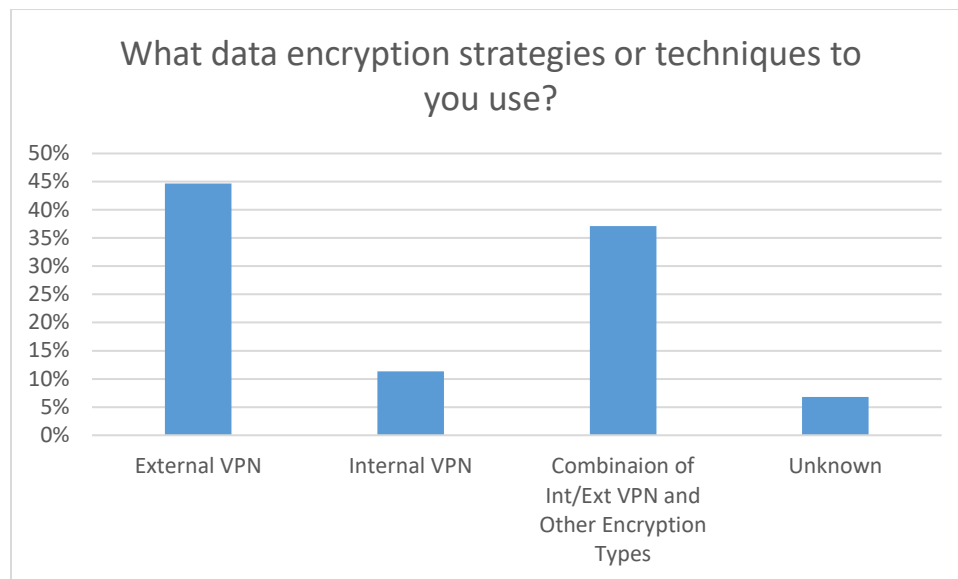 What data encryption strategies or techniques to
you use?
50%
45%
40%
35%
30%
25%
20%
15%
10%
5%
0%
External VPN
Internal VPN
Combinaion of
Int/Ext VPN and
Other Encryption
Types
Unknown